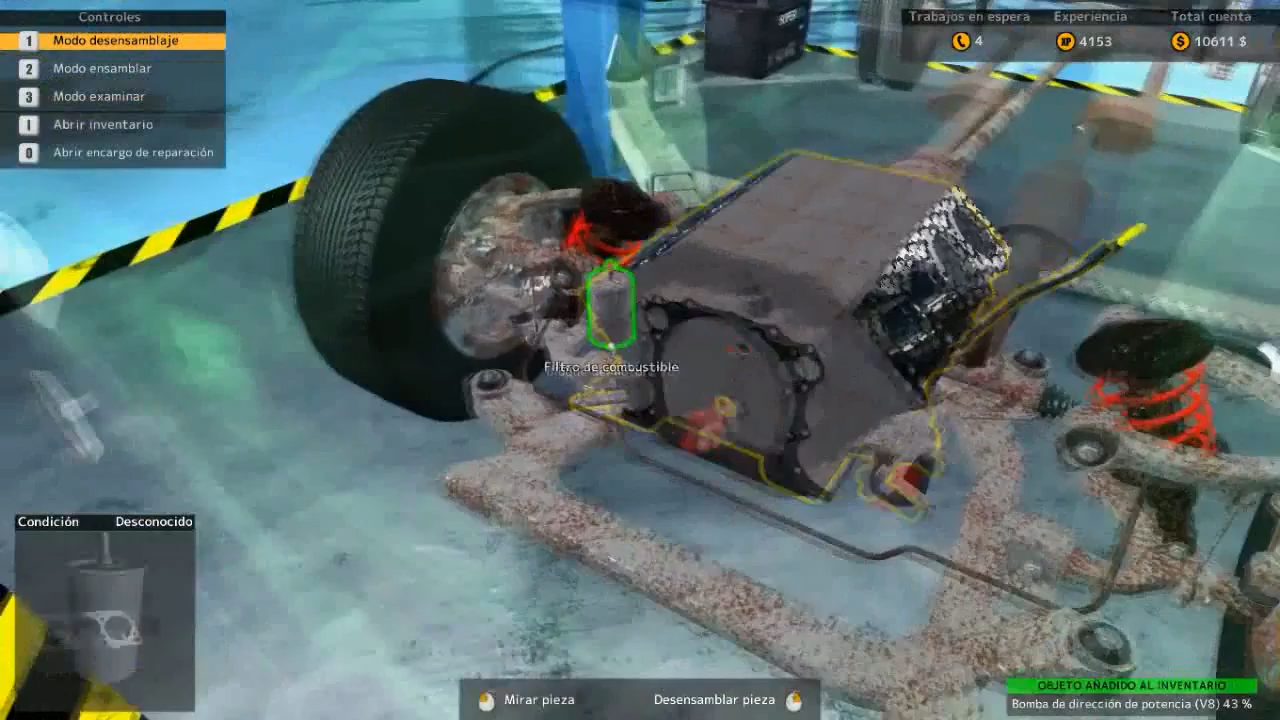 Controles
1 Modo desensamblaje
2 Modo ensamblar
3 Modo examinar
I Abrir inventario
0 Abrir encargo de reparación
Trabajos en espera Experiencia Total cuenta
4 XP 4153 $ 10611 $
Filtro de combustible
Condición Desconocido
Mirar pieza Desensamblar pieza
OBJETO AÑADIDO AL INVENTARIO
Bomba de dirección de potencia (V8) 43 %